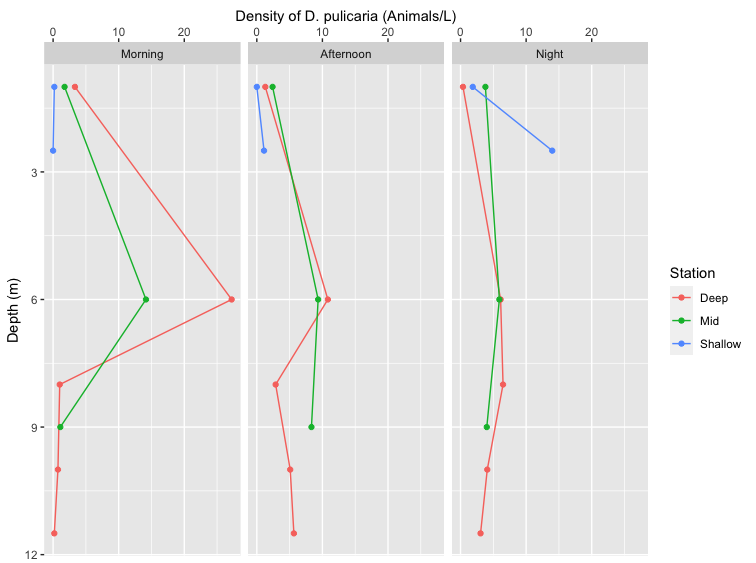 Density of D. pulicaria (Animals/L)
0 10 20 0 10 20 0 10 20
Morning Afternoon Night
3
6
9
12
Depth (m)
Station
Deep
Mid
Shallow